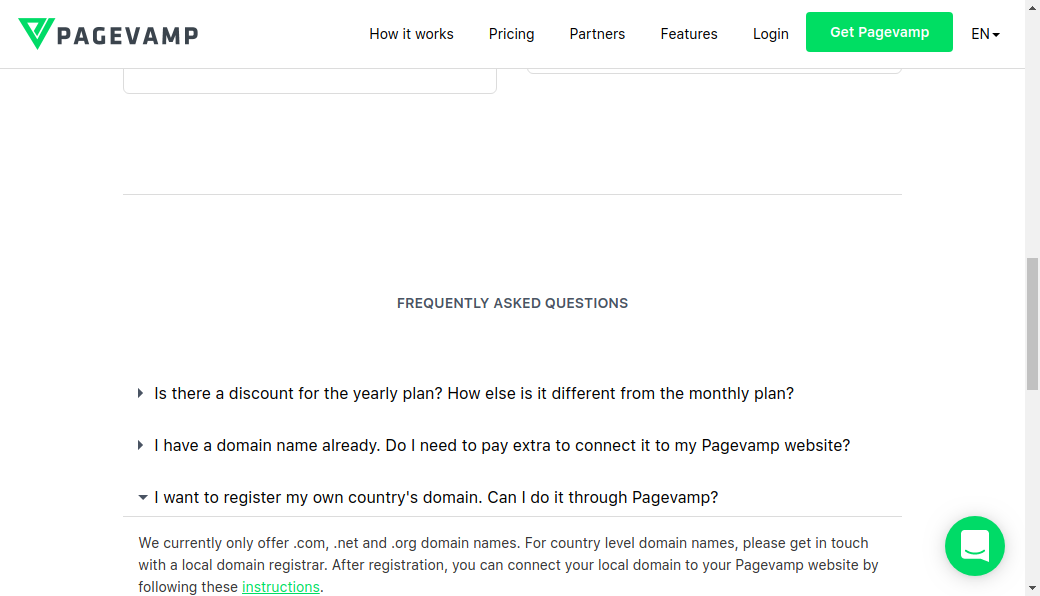 PAGEVAMP
How it works
Pricing
Partners
Features
Login
Get Pagevamp
EN
FREQUENTLY ASKED QUESTIONS
Is there a discount for the yearly plan? How else is it different from the monthly plan?
I have a domain name already. Do I need to pay extra to connect it to my Pagevamp website?
I want to register my own country's domain. Can I do it through Pagevamp?
We currently only offer .com, .net and .org domain names. For country level domain names, please get in touch
with a local domain registrar. After registration, you can connect your local domain to your Pagevamp website by
following these instructions.